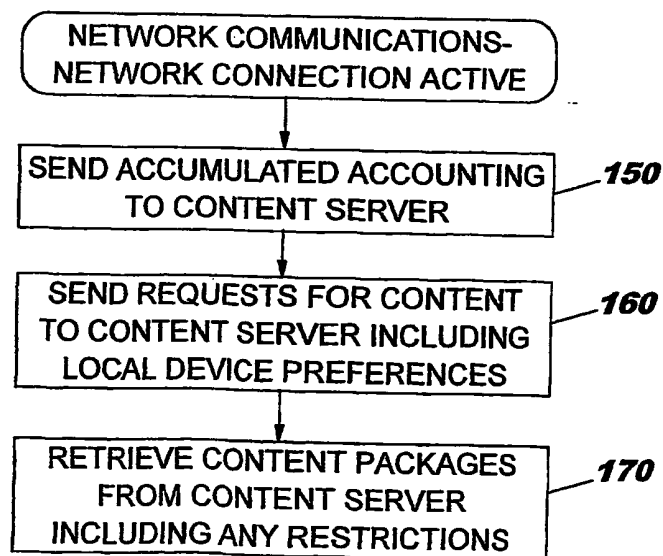 NETWORK COMMUNICATIONS-
NETWORK CONNECTION ACTIVE
SEND ACCUMULATED ACCOUNTING
TO CONTENT SERVER
150
SEND REQUESTS FOR CONTENT
TO CONTENT SERVER INCLUDING
LOCAL DEVICE PREFERENCES
160
RETRIEVE CONTENT PACKAGES
FROM CONTENT SERVER
INCLUDING ANY RESTRICTIONS
170